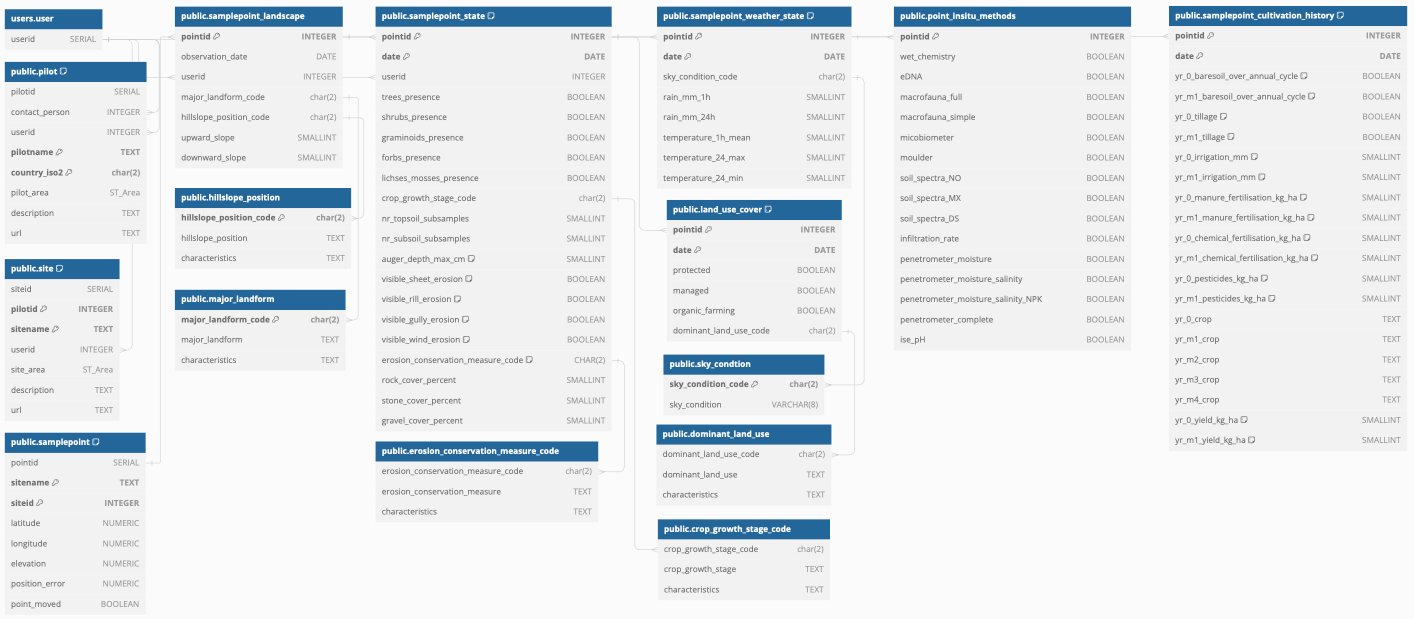 users.user
userid SERIAL
public.pilot
pilotid SERIAL
contact_person INTEGER
userid INTEGER
pilotname TEXT
country_iso2 char(2)
pilot_area ST_Area
description TEXT
url TEXT
public.site
siteid SERIAL
pilotid INTEGER
sitename TEXT
userid INTEGER
site_area ST_Area
description TEXT
url TEXT
public.samplepoint
pointid SERIAL
sitename TEXT
siteid INTEGER
latitude NUMERIC
longitude NUMERIC
elevation NUMERIC
position_error NUMERIC
point_moved BOOLEAN
public.samplepoint_landscape
pointid INTEGER
observation_date DATE
userid INTEGER
major_landform_code char(2)
hillslope_position_code char(2)
upward_slope SMALLINT
downward_slope SMALLINT
public.hillslope_position
hillslope_position_code char(2)
hillslope_position TEXT
characteristics TEXT
public.major_landform
major_landform_code char(2)
major_landform TEXT
characteristics TEXT
public.samplepoint_state
pointid INTEGER
date DATE
userid INTEGER
trees_presence BOOLEAN
shrubs_presence BOOLEAN
graminoids_presence BOOLEAN
forbs_presence BOOLEAN
lichses_mosses_presence BOOLEAN
crop_growth_stage_code char(2)
nr_topsoil_subsamples SMALLINT
nr_subsoil_subsamples SMALLINT
auger_depth_max_cm SMALLINT
visible_sheet_erosion BOOLEAN
visible_rill_erosion BOOLEAN
visible_gully_erosion BOOLEAN
visible_wind_erosion BOOLEAN
erosion_conservation_measure_code CHAR(2)
rock_cover_percent SMALLINT
stone_cover_percent SMALLINT
gravel_cover_percent SMALLINT
public.erosion_conservation_measure_code
erosion_conservation_measure_code char(2)
erosion_conservation_measure TEXT
characteristics TEXT
public.samplepoint_weather_state
pointid INTEGER
date DATE
sky_condition_code char(2)
rain_mm_1h SMALLINT
rain_mm_24h SMALLINT
temperature_1h_mean SMALLINT
temperature_24_max SMALLINT
temperature_24_min SMALLINT
public.land_use_cover
pointid INTEGER
date DATE
protected BOOLEAN
managed BOOLEAN
organic_farming BOOLEAN
dominant_land_use_code char(2)
public.sky_condtion
sky_condition_code char(2)
sky_condition VARCHAR(8)
public.dominant_land_use
dominant_land_use_code char(2)
dominant_land_use TEXT
characteristics TEXT
public.crop_growth_stage_code
crop_growth_stage_code char(2)
crop_growth_stage TEXT
characteristics TEXT
public.point_insitu_methods
pointid INTEGER
wet_chemistry BOOLEAN
eDNA BOOLEAN
macrofauna_full BOOLEAN
macrofauna_simple BOOLEAN
micobiometer BOOLEAN
moulder BOOLEAN
soil_spectra_NO BOOLEAN
soil_spectra_MX BOOLEAN
soil_spectra_DS BOOLEAN
infiltration_rate BOOLEAN
penetrometer_moisture BOOLEAN
penetrometer_moisture_salinity BOOLEAN
penetrometer_moisture_salinity_NPK BOOLEAN
penetrometer_complete BOOLEAN
ise_pH BOOLEAN
public.samplepoint_cultivation_history
pointid INTEGER
date DATE
yr_0_baresoil_over_annual_cycle BOOLEAN
yr_m1_baresoil_over_annual_cycle BOOLEAN
yr_0_tillage BOOLEAN
yr_m1_tillage BOOLEAN
yr_0_irrigation_mm SMALLINT
yr_m1_irrigation_mm SMALLINT
yr_0_manure_fertilisation_kg_ha SMALLINT
yr_m1_manure_fertilisation_kg_ha SMALLINT
yr_0_chemical_fertilisation_kg_ha SMALLINT
yr_m1_chemical_fertilisation_kg_ha SMALLINT
yr_0_pesticides_kg_ha SMALLINT
yr_m1_pesticides_kg_ha SMALLINT
yr_0_crop TEXT
yr_m1_crop TEXT
yr_m2_crop TEXT
yr_m3_crop TEXT
yr_m4_crop TEXT
yr_0_yield_kg_ha SMALLINT
yr_m1_yield_kg_ha SMALLINT